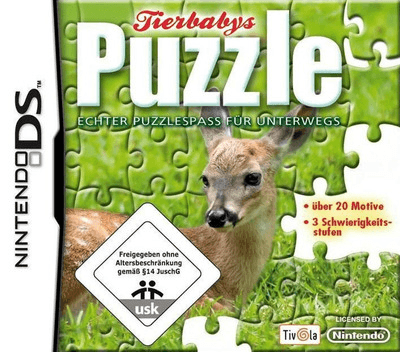 Tierbabys
Puzzle
ECHTER PUZZLESPASS FÜR UNTERWEGS
NINTENDO DS™
• über 20 Motive
• 3 Schwierigkeits-
stufen
Freigegeben ohne
Altersbeschränkung
gemäß §14 JuschG
usk
LICENSED BY
Tivola
Nintendo